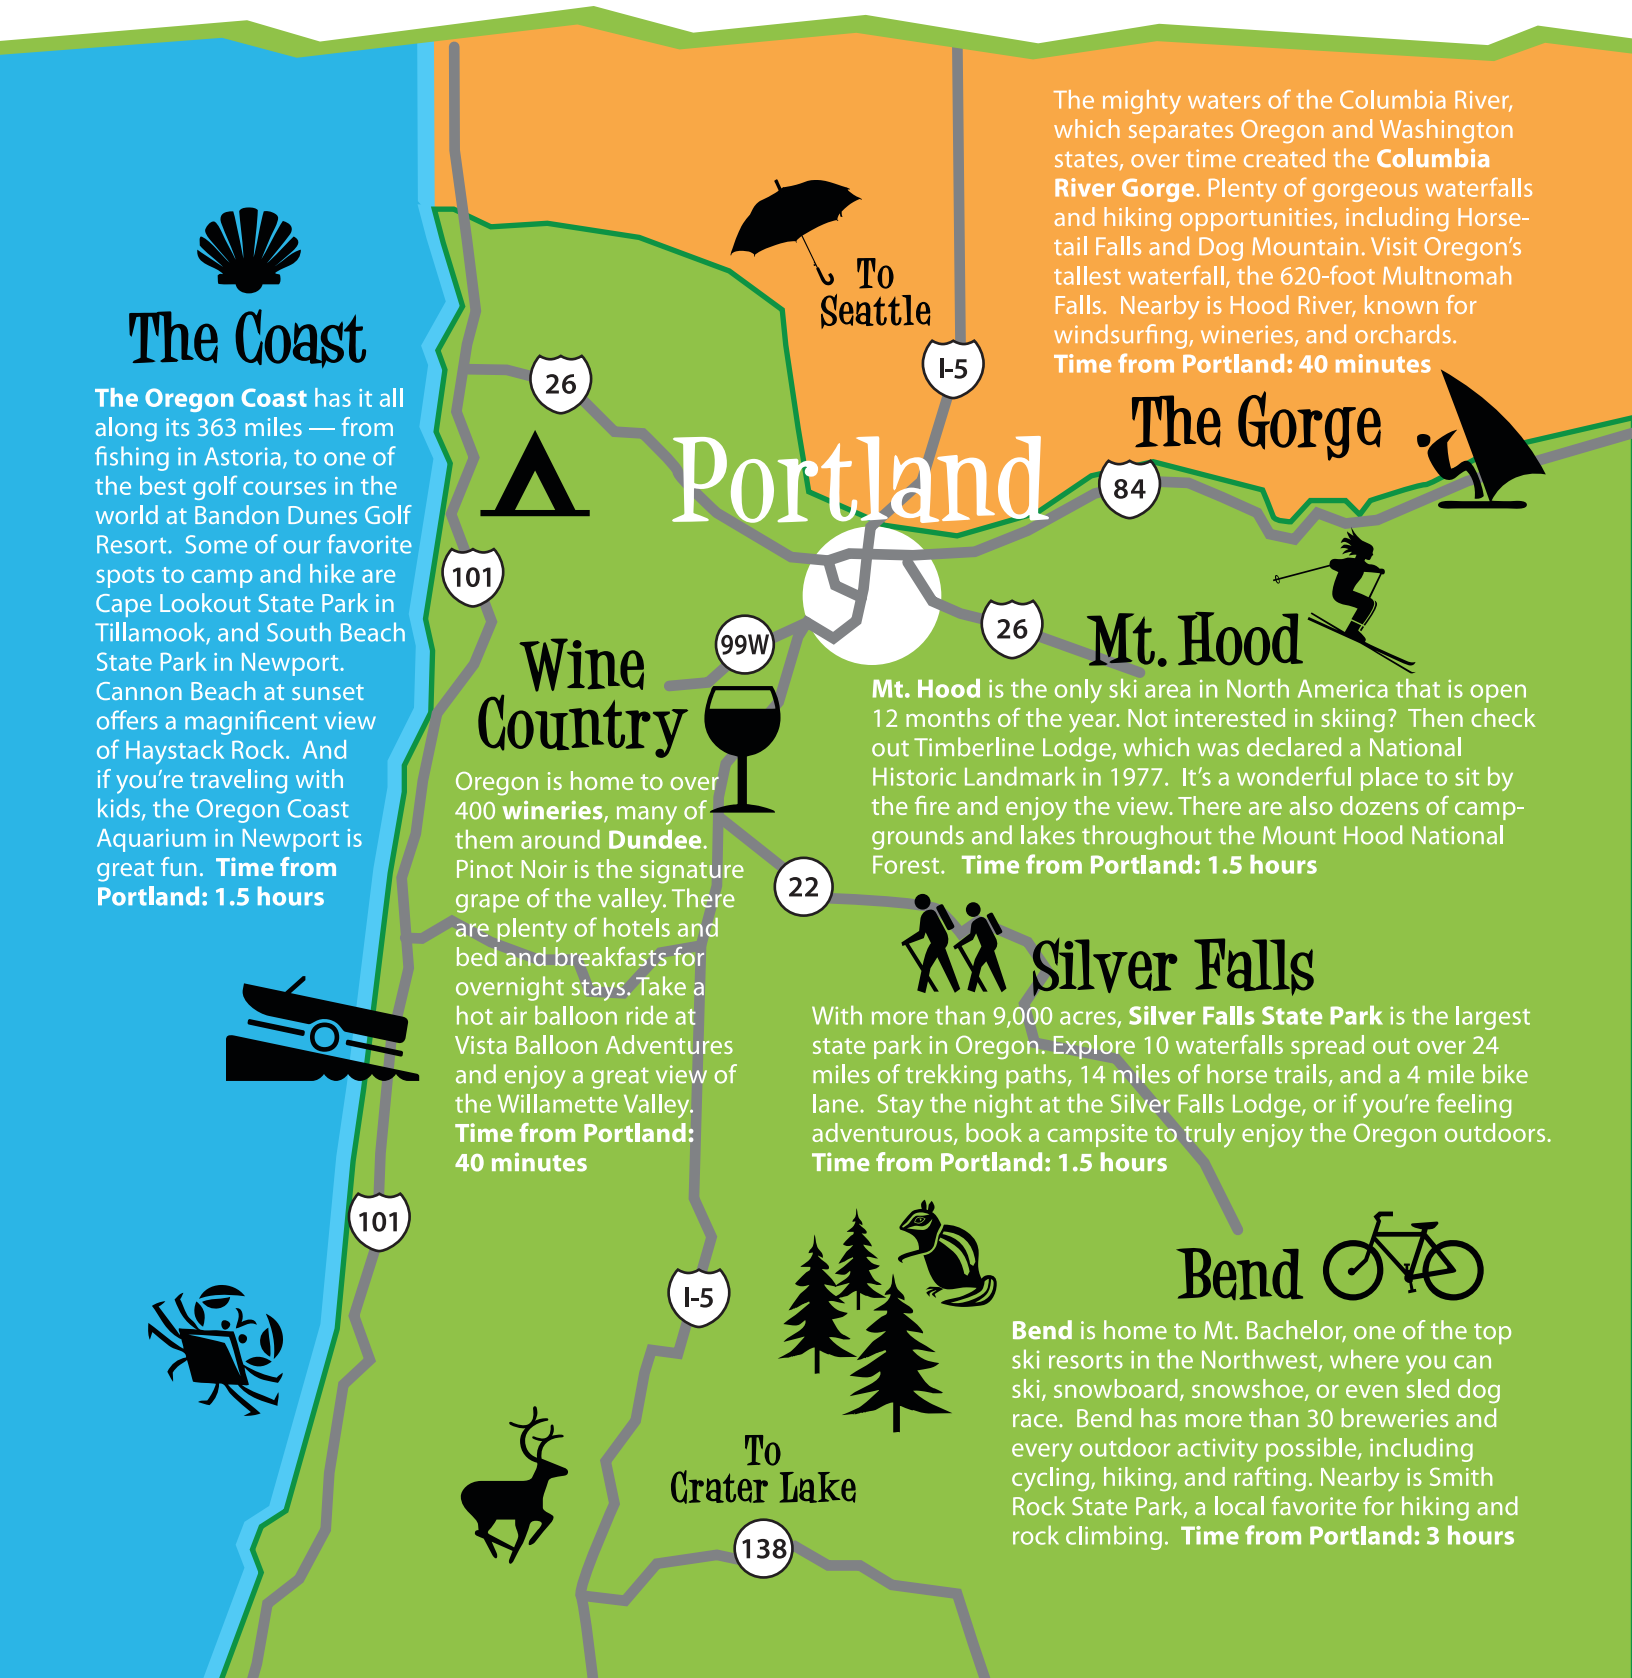 The mighty waters of the Columbia River,
which separates Oregon and Washington
states, over time created the Columbia
River Gorge. Plenty of gorgeous waterfalls
and hiking opportunities, including Horse-
tail Falls and Dog Mountain. Visit Oregon's
tallest waterfall, the 620-foot Multnomah
Falls.  Nearby is Hood River, known for
windsurfing, wineries, and orchards.
Time from Portland: 40 minutes
The Gorge
To
Seattle
I-5
26
Portland
84
The Coast
The Oregon Coast has it all
along its 363 miles — from
fishing in Astoria, to one of
the best golf courses in the
world at Bandon Dunes Golf
Resort.  Some of our favorite
spots to camp and hike are
Cape Lookout State Park in
Tillamook, and South Beach
State Park in Newport.
Cannon Beach at sunset
offers a magnificent view
of Haystack Rock.  And
if you're traveling with
kids, the Oregon Coast
Aquarium in Newport is
great fun.  Time from
Portland: 1.5 hours
101
99W
26
Wine
Country
Oregon is home to over
400 wineries, many of
them around Dundee.
Pinot Noir is the signature
grape of the valley. There
are plenty of hotels and
bed and breakfasts for
overnight stays. Take a
hot air balloon ride at
Vista Balloon Adventures
and enjoy a great view of
the Willamette Valley.
Time from Portland:
40 minutes
Mt. Hood
Mt. Hood is the only ski area in North America that is open
12 months of the year. Not interested in skiing?  Then check
out Timberline Lodge, which was declared a National
Historic Landmark in 1977.  It's a wonderful place to sit by
the fire and enjoy the view. There are also dozens of camp-
grounds and lakes throughout the Mount Hood National
Forest.  Time from Portland: 1.5 hours
22
Silver Falls
With more than 9,000 acres, Silver Falls State Park is the largest
state park in Oregon. Explore 10 waterfalls spread out over 24
miles of trekking paths, 14 miles of horse trails, and a 4 mile bike
lane.  Stay the night at the Silver Falls Lodge, or if you're feeling
adventurous, book a campsite to truly enjoy the Oregon outdoors.
Time from Portland: 1.5 hours
101
I-5
Bend
Bend is home to Mt. Bachelor, one of the top
ski resorts in the Northwest, where you can
ski, snowboard, snowshoe, or even sled dog
race.  Bend has more than 30 breweries and
every outdoor activity possible, including
cycling, hiking, and rafting. Nearby is Smith
Rock State Park, a local favorite for hiking and
rock climbing.  Time from Portland: 3 hours
To
Crater Lake
138